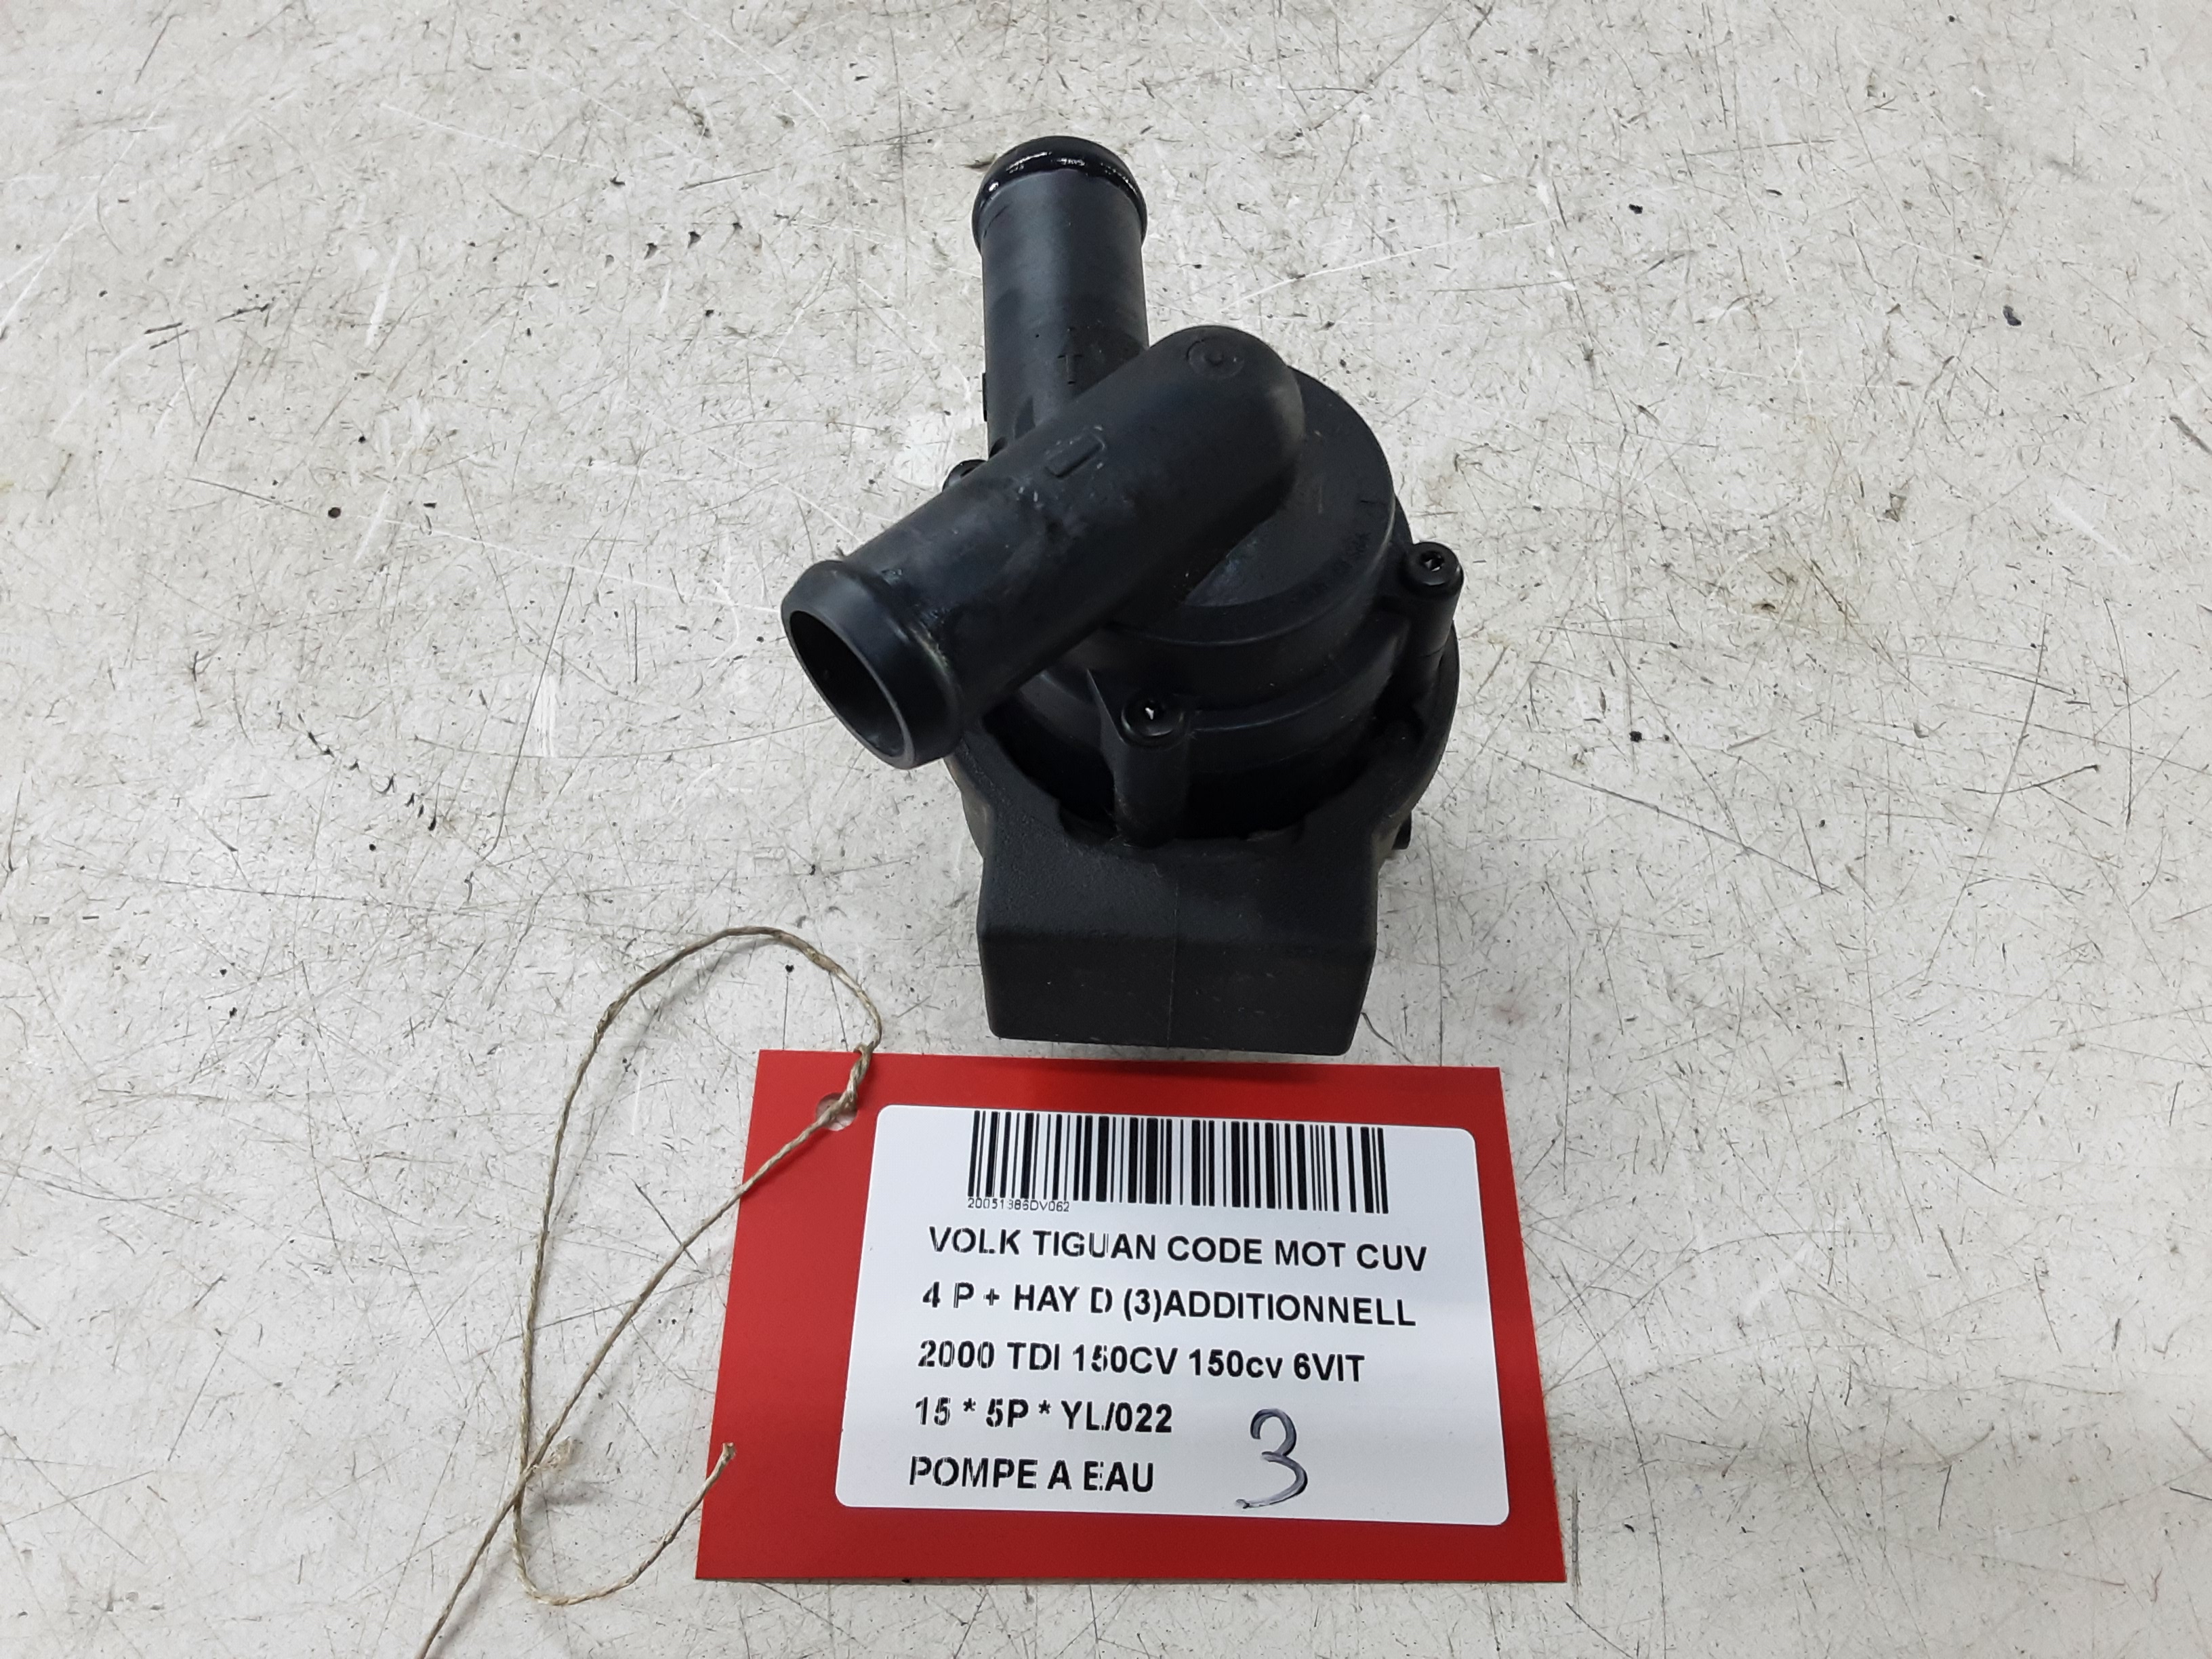 T
20051386DV062
VOLK TIGUAN CODE MOT CUV
4 P + HAY D (3)ADDITIONNELL
2000 TDI 150CV 150cv 6VIT
15 * 5P * YL/022
POMPE A EAU 3